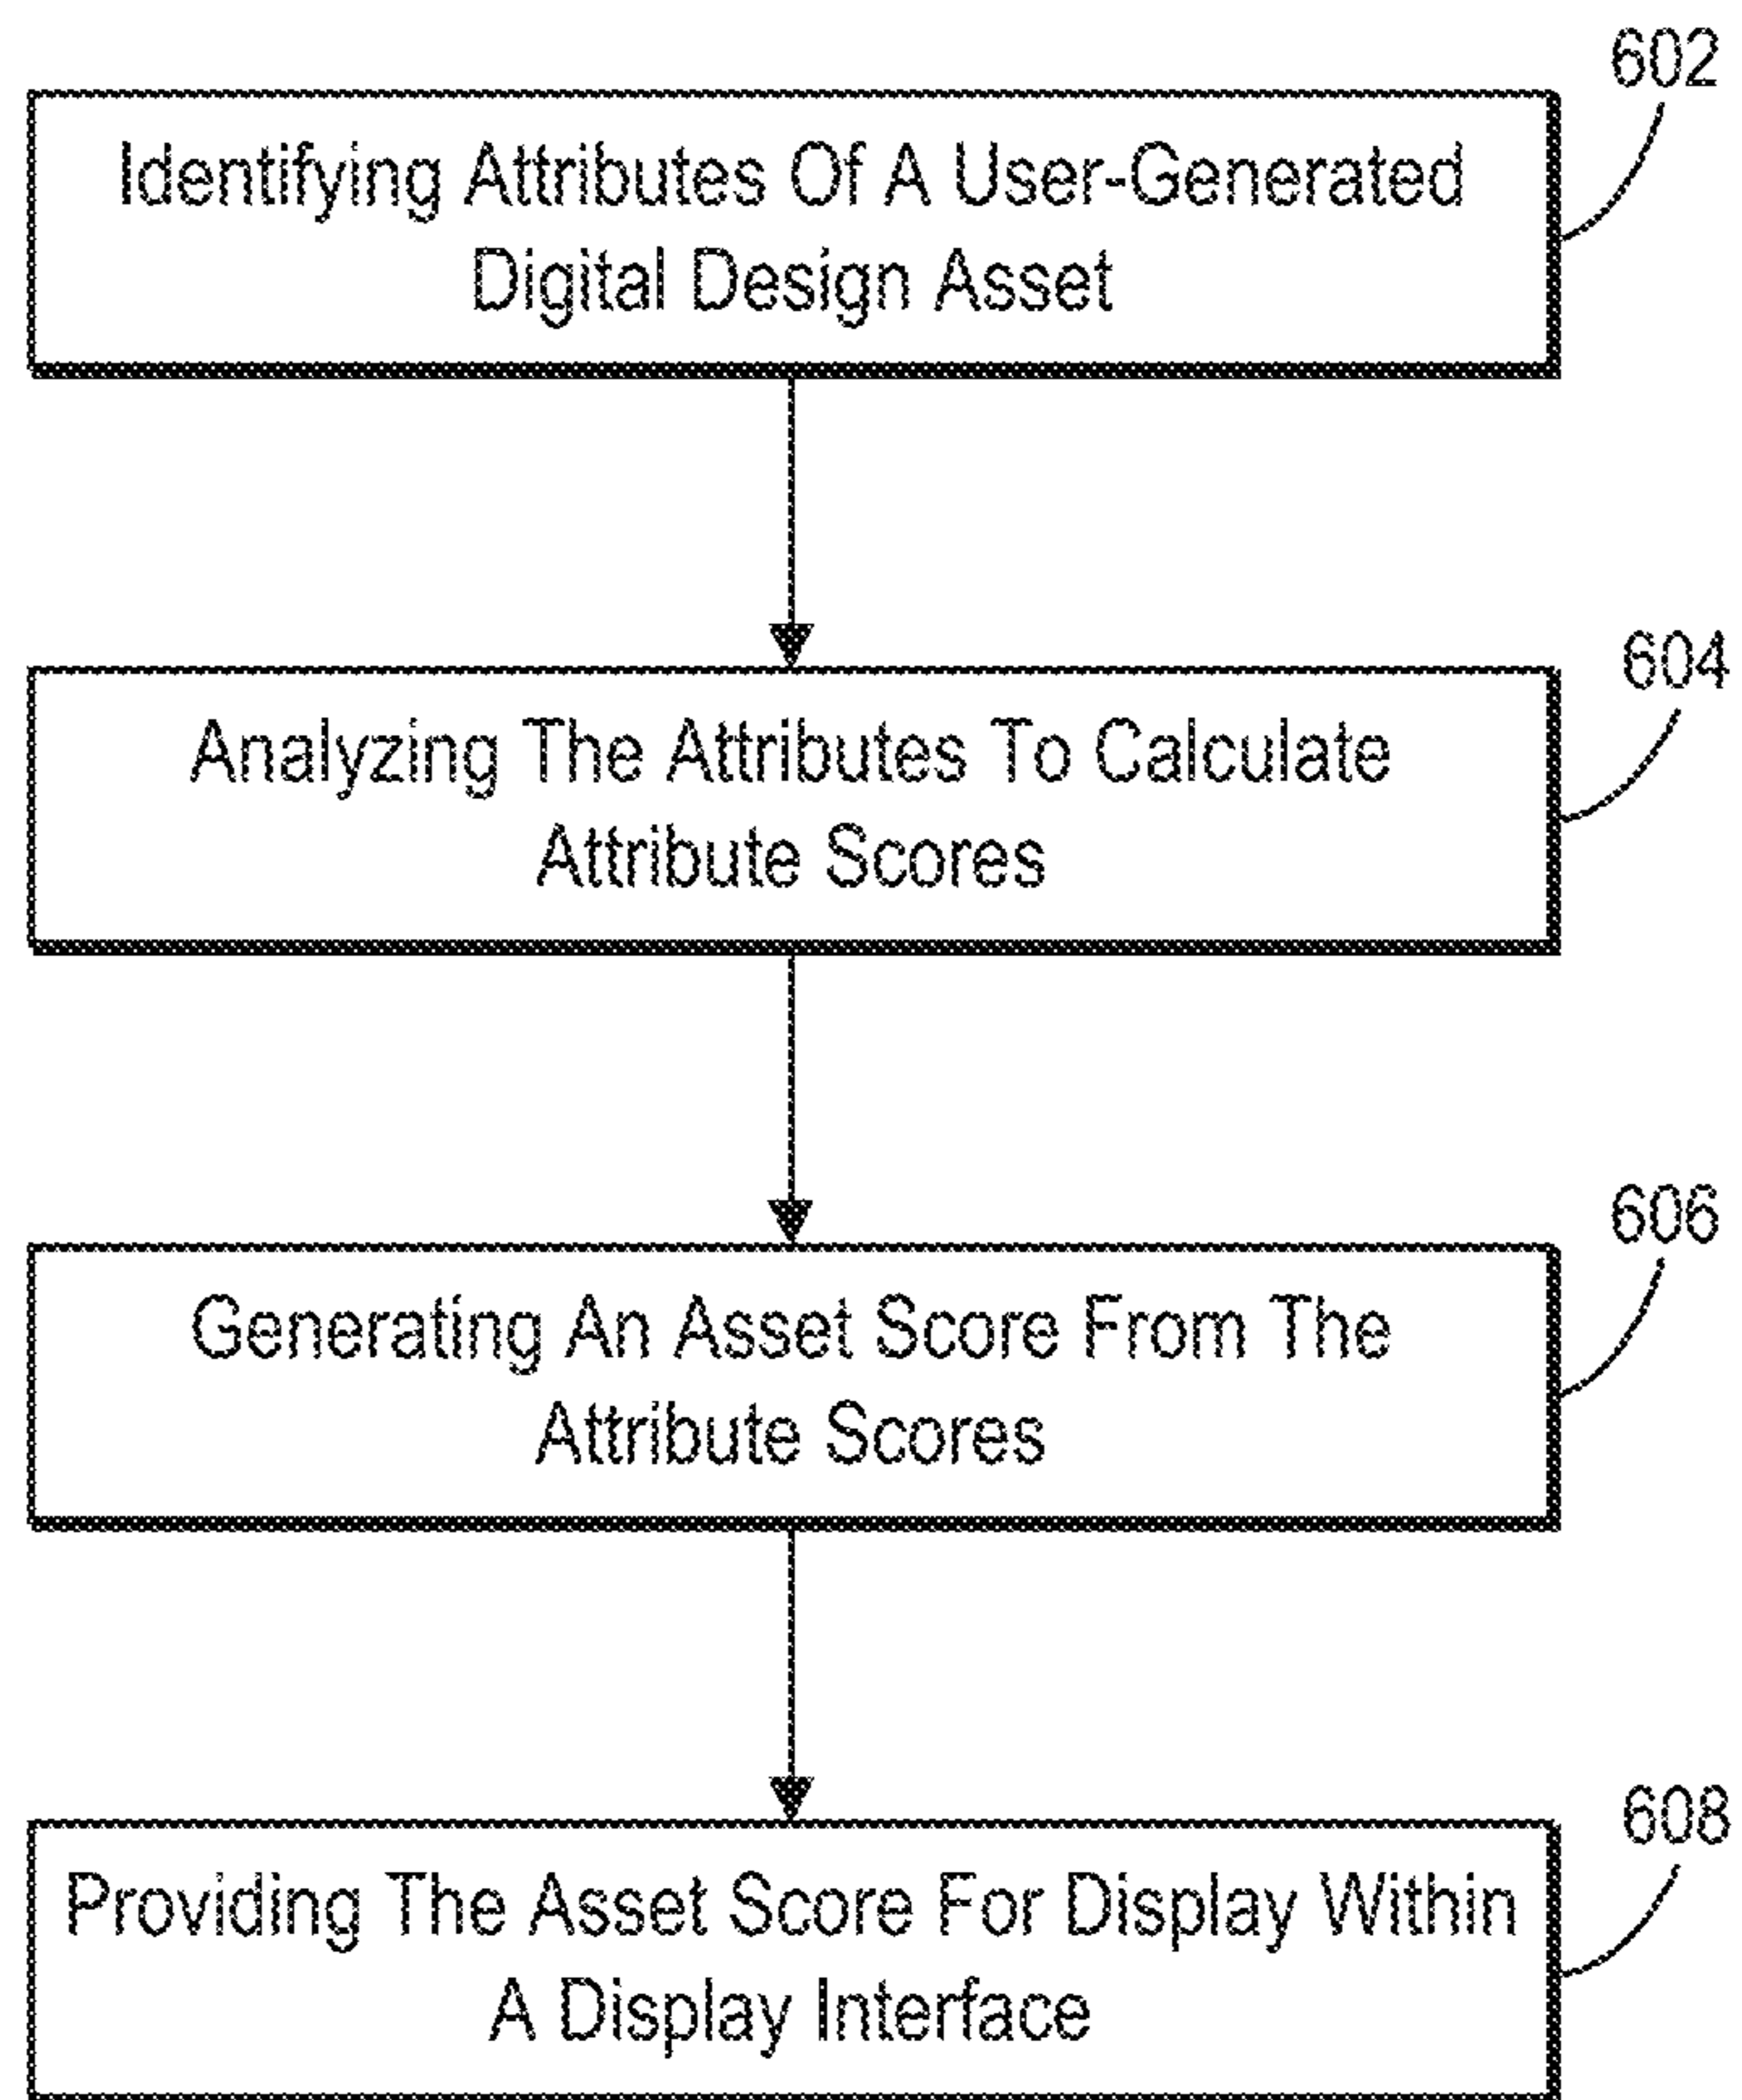 602
Identifying Attributes Of A User-Generated
Digital Design Asset
604
Analyzing The Attributes To Calculate
Attribute Scores
606
Generating An Asset Score From The
Attribute Scores
608
Providing The Asset Score For Display Within
A Display Interface